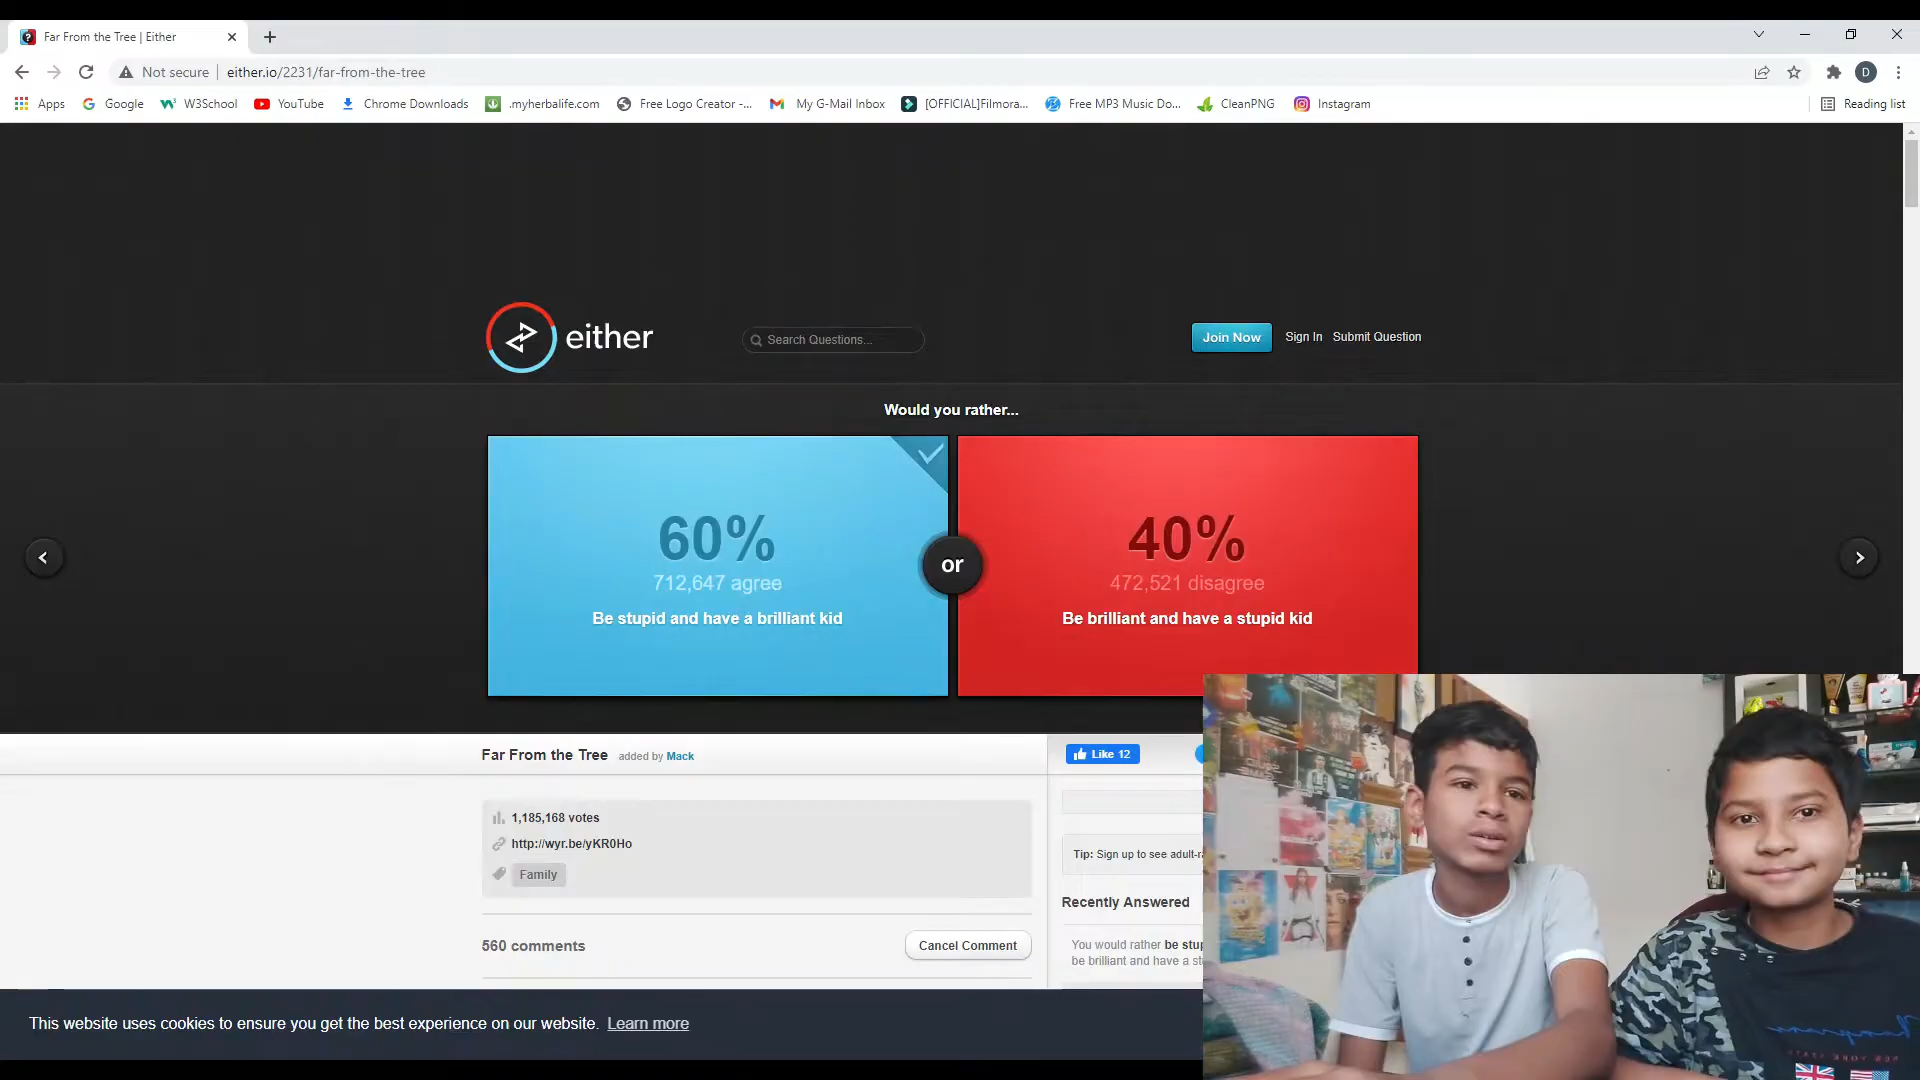 Far From the Tree | Either
Not secure
either.io/2231/far-from-the-tree
D
Apps
Google
W3School
YouTube
Chrome Downloads
.myherbalife.com
Free Logo Creator -...
My G-Mail Inbox
[OFFICIAL]Filmora...
Free MP3 Music Do...
CleanPNG
Instagram
Reading list
either
Search Questions...
Join Now
Sign In
Submit Question
Would you rather...
60%
712,647 agree
Be stupid and have a brilliant kid
or
40%
472,521 disagree
Be brilliant and have a stupid kid
Far From the Tree added by Mack
Like 12
1,185,168 votes
http://wyr.be/yKR0Ho
Family
Tip: Sign up to see adult-ra
Recently Answered
560 comments
Cancel Comment
You would rather be stup
be brilliant and have a st
This website uses cookies to ensure you get the best experience on our website. Learn more